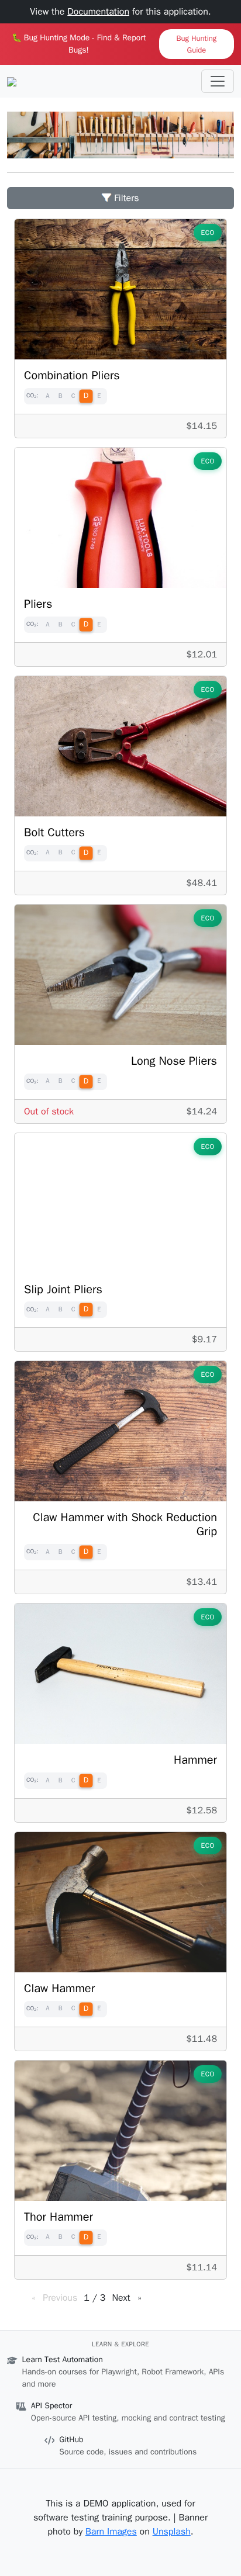 View the Documentation for this application.
🐛 Bug Hunting Mode - Find & Report
Bugs!
Bug Hunting
Guide
Filters
ECO
Combination Pliers
CO₂: A B C D E
$14.15
ECO
Pliers
CO₂: A B C D E
$12.01
ECO
Bolt Cutters
CO₂: A B C D E
$48.41
ECO
Long Nose Pliers
CO₂: A B C D E
Out of stock $14.24
ECO
Slip Joint Pliers
CO₂: A B C D E
$9.17
ECO
Claw Hammer with Shock Reduction
Grip
CO₂: A B C D E
$13.41
ECO
Hammer
CO₂: A B C D E
$12.58
ECO
Claw Hammer
CO₂: A B C D E
$11.48
ECO
Thor Hammer
CO₂: A B C D E
$11.14
« Previous 1 / 3 Next »
LEARN & EXPLORE
Learn Test Automation
Hands-on courses for Playwright, Robot Framework, APIs
and more
API Spector
Open-source API testing, mocking and contract testing
GitHub
Source code, issues and contributions
This is a DEMO application, used for
software testing training purpose. | Banner
photo by Barn Images on Unsplash.